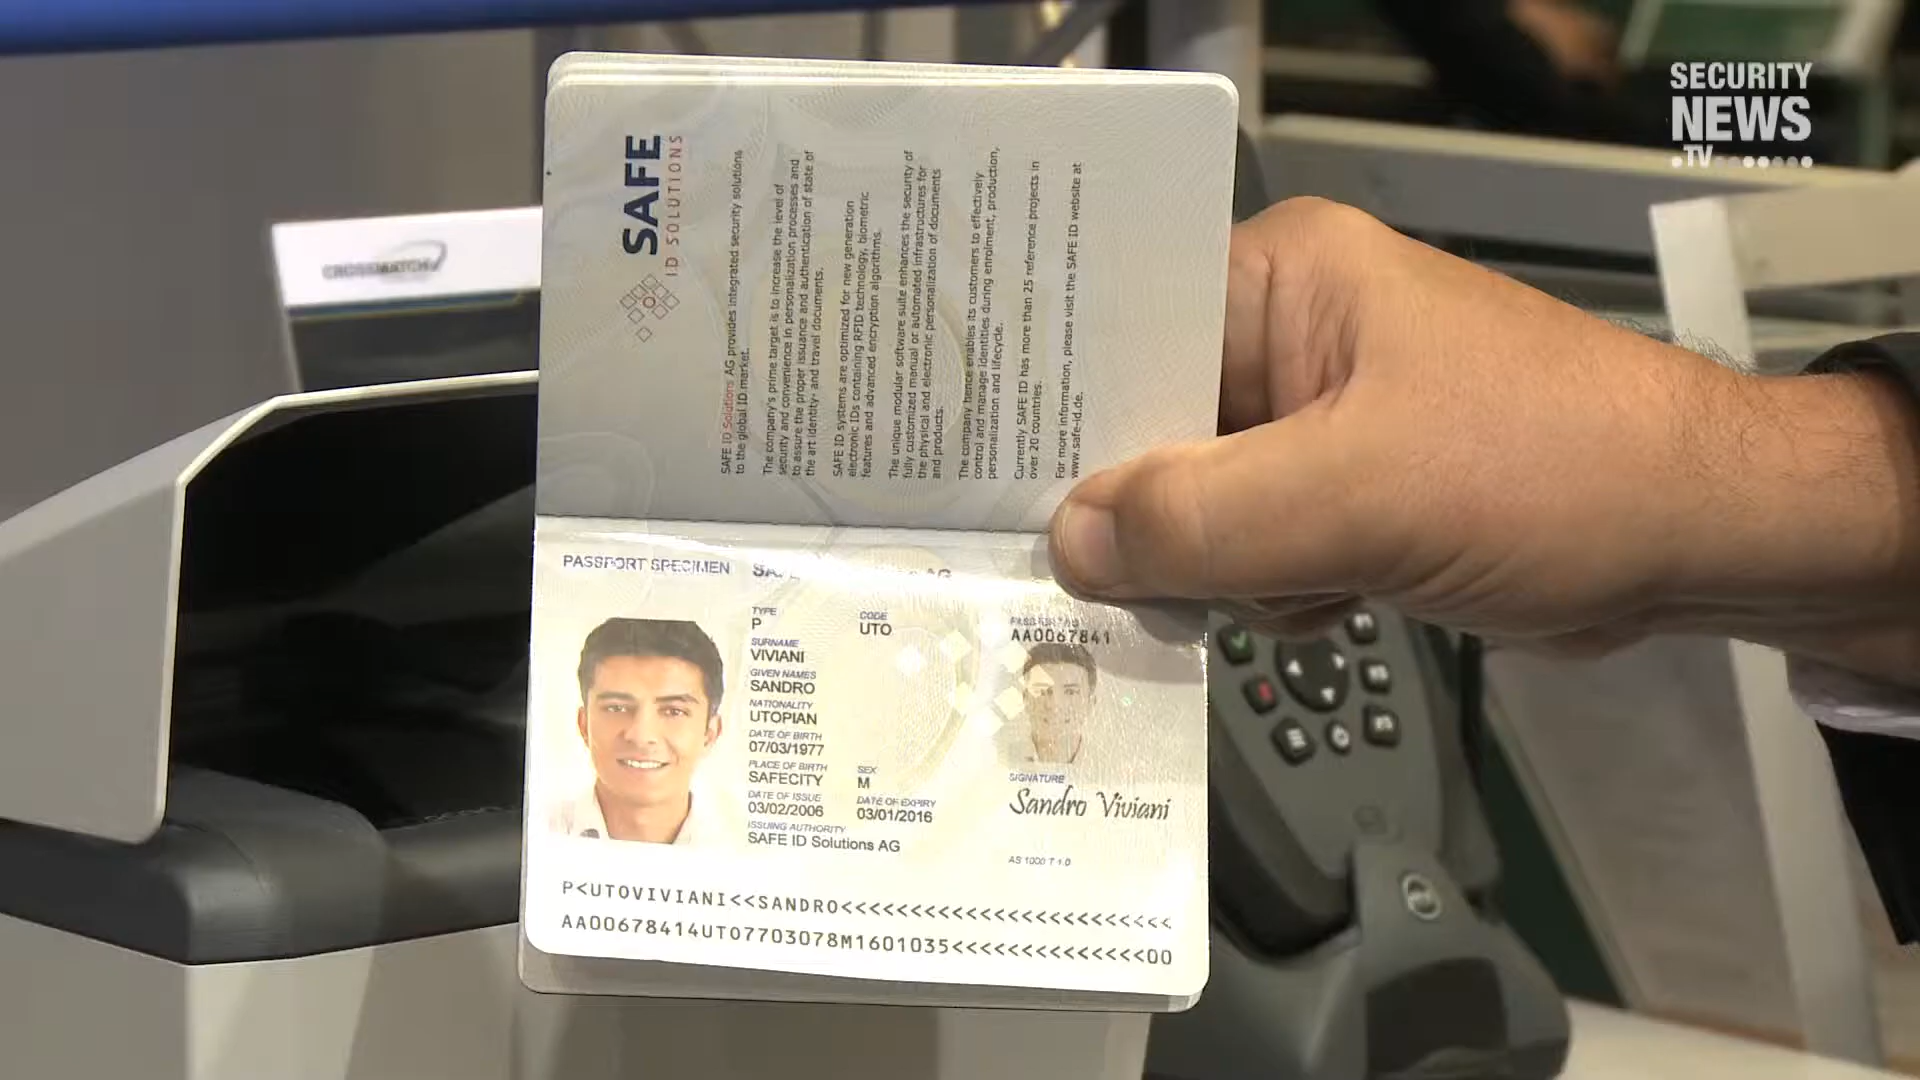 SECURITY
NEWS
.TV
CROSSMATCH
SAFE
ID SOLUTIONS
SAFE ID Solutions AG provides integrated security solutions
to the global ID market.
The company's prime target is to increase the level of
security and convenience in personalization processes and
to assure the proper issuance and authentication of state of
the art identity- and travel documents.
SAFE ID systems are optimized for new generation
electronic IDs containing RFID technology, biometric
features and advanced encryption algorithms.
The unique modular software suite enhances the security of
fully customized manual or automated infrastructures for
the physical and electronic personalization of documents
and products.
The company hence enables its customers to effectively
control and manage identities during enrolment, production,
personalization and lifecycle.
Currently SAFE ID has more than 25 reference projects in
over 20 countries.
For more information, please visit the SAFE ID website at
www.safe-id.de.
PASSPORT SPECIMEN
AG
TYPE
P
CODE
UTO
AA0067841
SURNAME
VIVIANI
GIVEN NAMES
SANDRO
NATIONALITY
UTOPIAN
DATE OF BIRTH
07/03/1977
PLACE OF BIRTH
SAFECITY
SEX
M
DATE OF ISSUE
03/02/2006
DATE OF EXPIRY
03/01/2016
ISSUING AUTHORITY
SAFE ID Solutions AG
SIGNATURE
Sandro Viviani
AS 1000 T 1.0
P<UTOVIVIANI<<SANDRO<<<<<<<<<<<<<<<<<<<<<<<<
AA00678414UTO7703078M1601035<<<<<<<<<<<<<<00